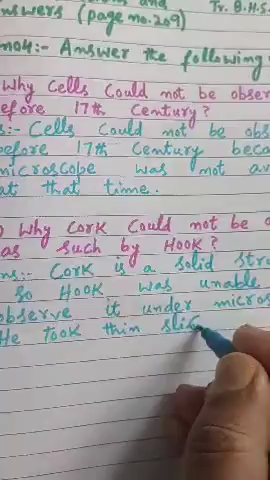 nswers (page no. 209)
Tr. B.H.S.
no4:- Answer the following
Why Cells Could not be obser
efore 17th Century?
s:- Cells Could not be obs
efore 17th Century beca
microscope was not av
at that time.
) Why Cork Could not be o
as such by Hook?
ns:- Cork is a solid stru
So Hook was unable
observe it under micros
He took thin slic